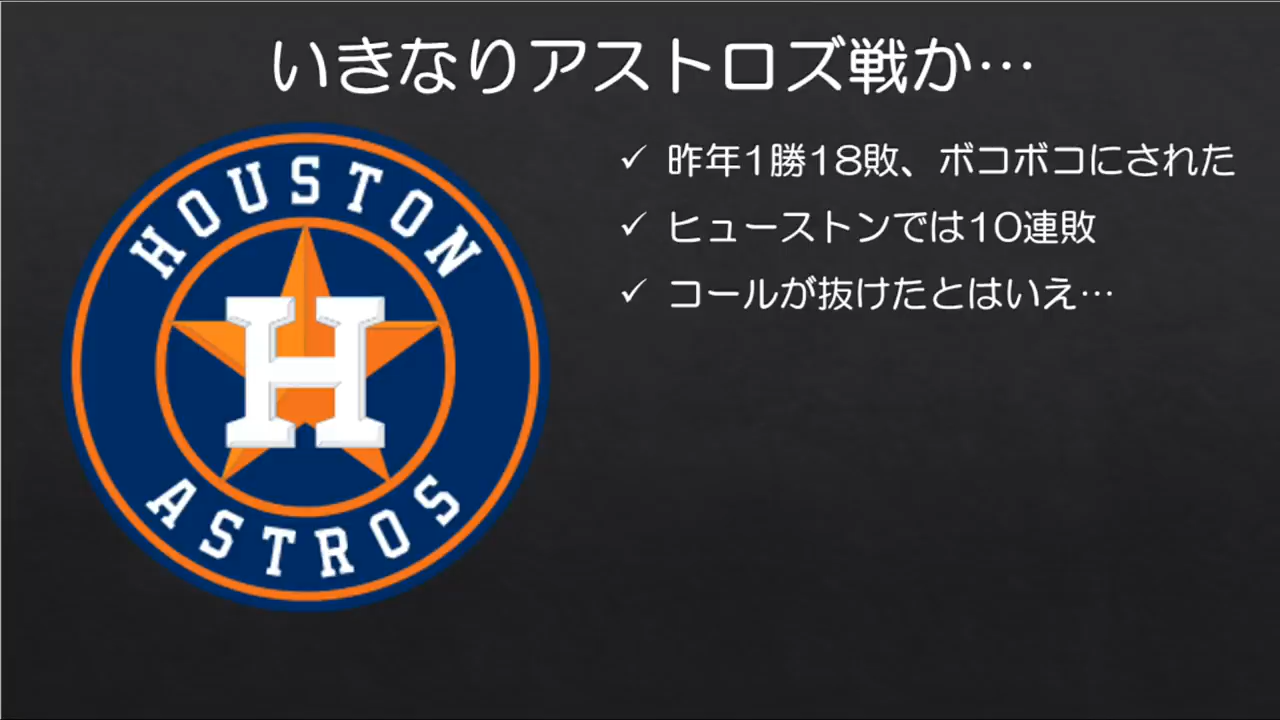 いきなりアストロズ戦か…
HOUSTON
H
ASTROS
✓ 昨年1勝18敗、ボコボコにされた
✓ ヒューストンでは10連敗
✓ コールが抜けたとはいえ…